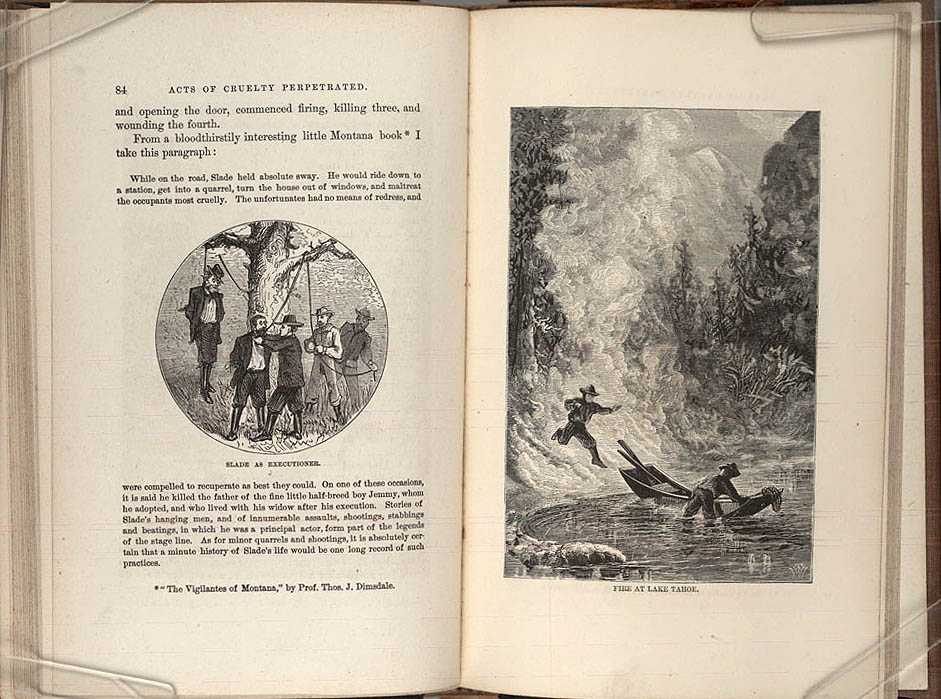 84 ACTS OF CRUELTY PERPETRATED.
and opening the door, commenced firing, killing three, and
wounding the fourth.
From a bloodthirstily interesting little Montana book* I
take this paragraph:
While on the road, Slade held absolute sway. He would ride down to
a station, get into a quarrel, turn the house out of windows, and maltreat
the occupants most cruelly. The unfortunates had no means of redress, and
SLADE AS EXECUTIONER.
were compelled to recuperate as best they could. On one of these occasions,
it is said he killed the father of the fine little half-breed boy Jemmy, whom
he adopted, and who lived with his widow after his execution. Stories of
Slade's hanging men, and of innumerable assaults, shootings, stabbings
and beatings, in which he was a principal actor, form part of the legends
of the stage line. As for minor quarrels and shootings, it is absolutely cer-
tain that a minute history of Slade's life would be one long record of such
practices.
*"The Vigilantes of Montana," by Prof. Thos. J. Dimsdale.
FIRE AT LAKE TAHOE.